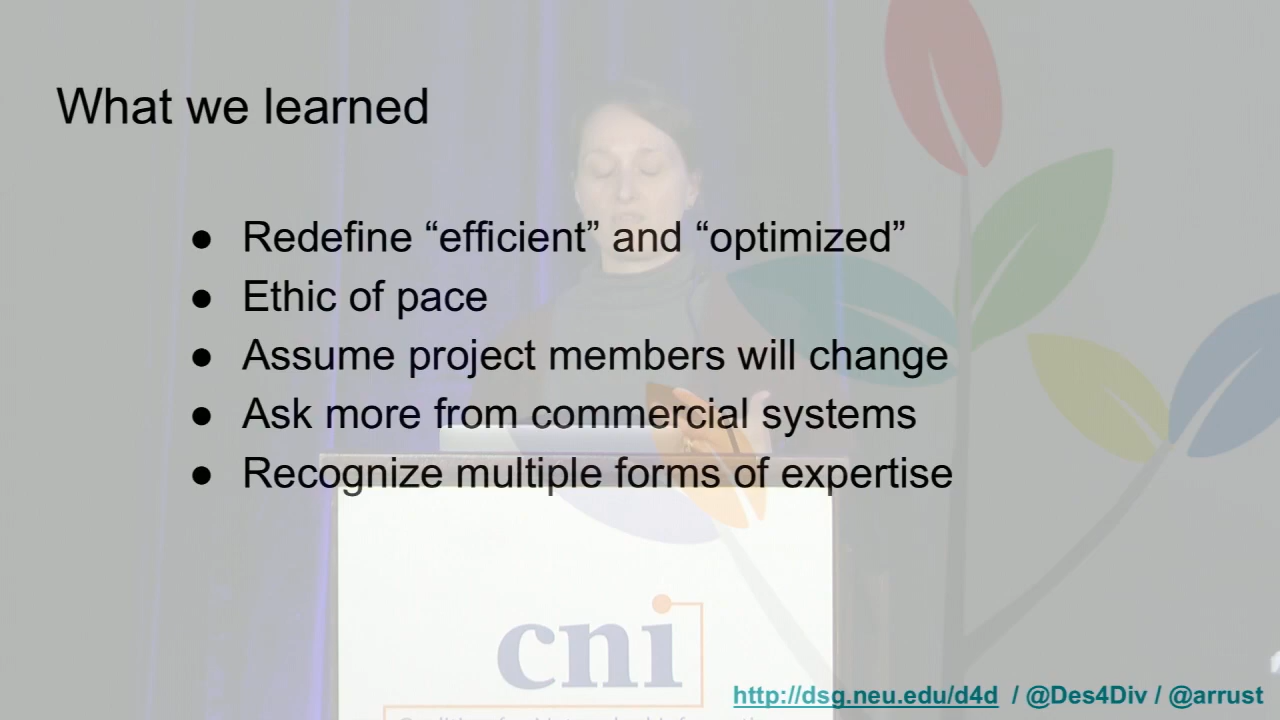 What we learned
● Redefine “efficient” and “optimized”
● Ethic of pace
● Assume project members will change
● Ask more from commercial systems
● Recognize multiple forms of expertise
cni
http://dsg.neu.edu/d4d / @Des4Div / @arrust